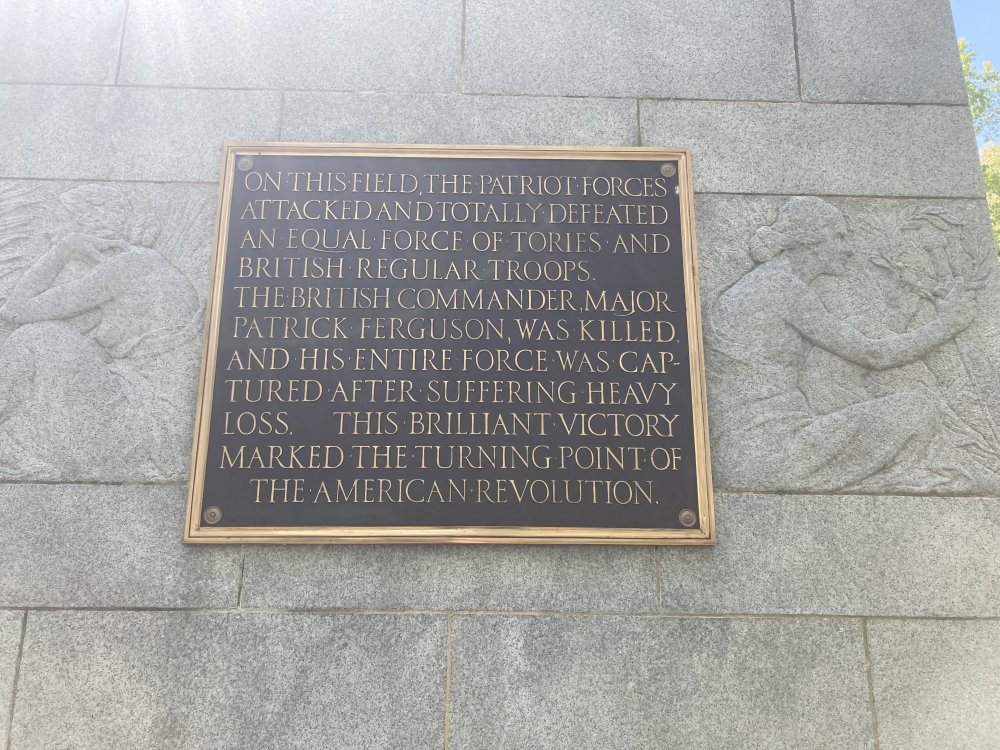 ON THIS FIELD, THE PATRIOT FORCES
ATTACKED AND TOTALLY DEFEATED
AN EQUAL FORCE OF TORIES AND
BRITISH REGULAR TROOPS.
THE BRITISH COMMANDER, MAJOR
PATRICK FERGUSON, WAS KILLED,
AND HIS ENTIRE FORCE WAS CAP-
TURED AFTER SUFFERING HEAVY
LOSS. THIS BRILLIANT VICTORY
MARKED THE TURNING POINT OF
THE AMERICAN REVOLUTION.